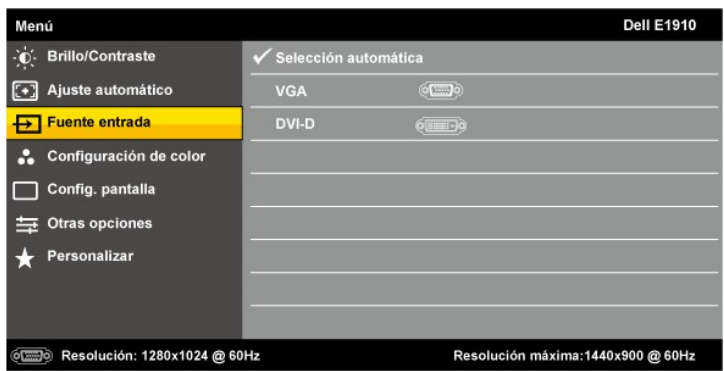 Menú Dell E1910
Brillo/Contraste
Ajuste automático
Fuente entrada
Configuración de color
Config. pantalla
Otras opciones
Personalizar
Selección automática
VGA
DVI-D
Resolución: 1280x1024 @ 60Hz Resolución máxima:1440x900 @ 60Hz